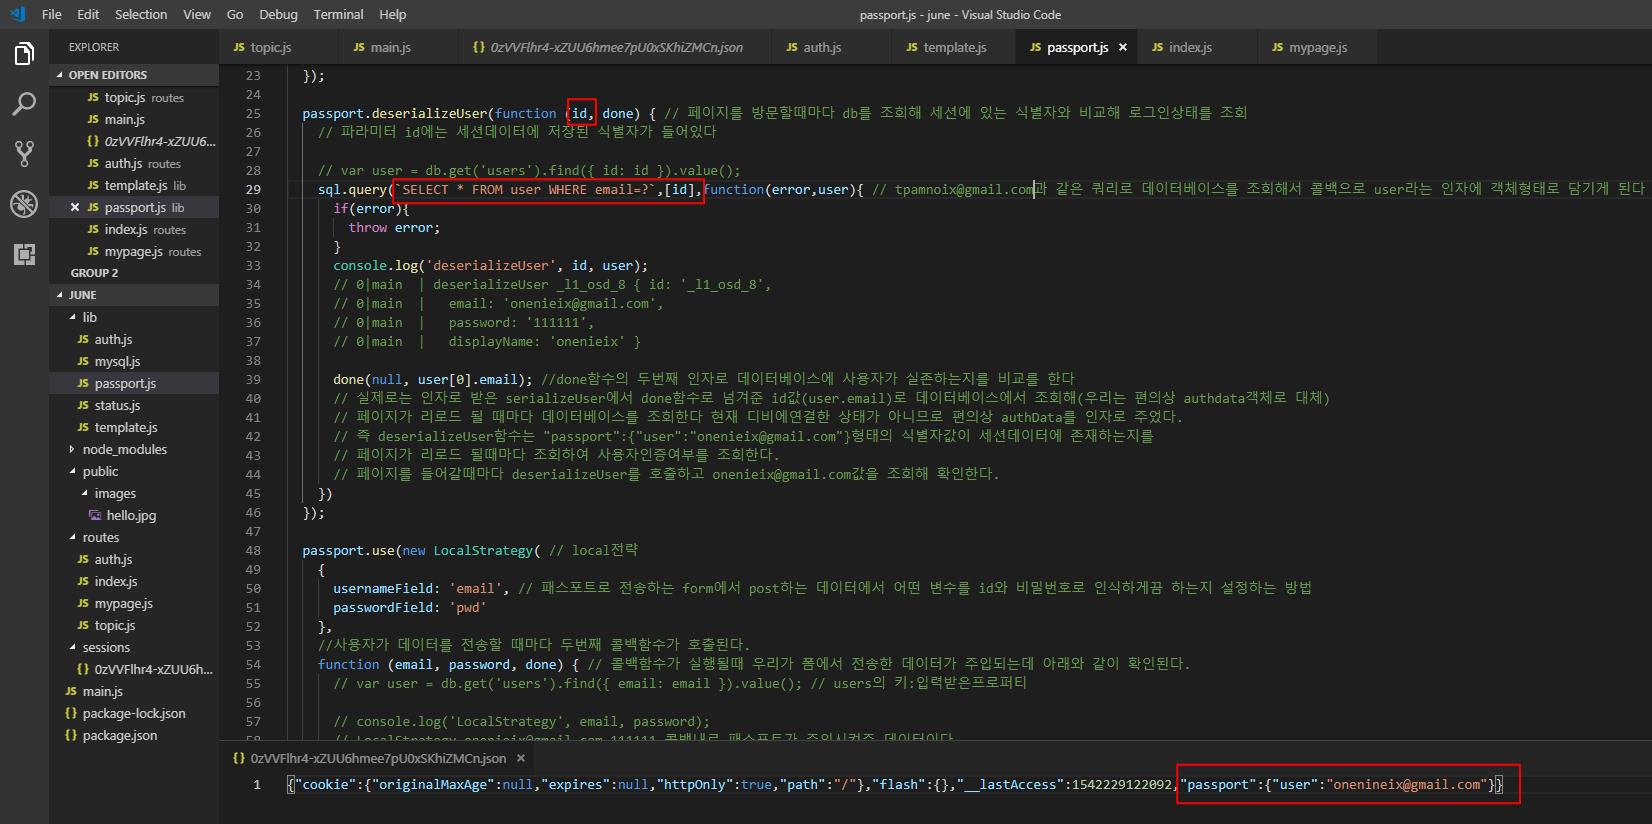 File Edit Selection View Go Debug Terminal Help
passport.js - june - Visual Studio Code
EXPLORER
OPEN EDITORS
JS topic.js routes
JS main.js
{} 0zVVFlhr4-xZUU6...
JS auth.js routes
JS template.js lib
× JS passport.js lib
JS index.js routes
JS mypage.js routes
GROUP 2
JUNE
lib
JS auth.js
JS mysql.js
JS passport.js
JS status.js
JS template.js
node_modules
public
images
hello.jpg
routes
JS auth.js
JS index.js
JS mypage.js
JS topic.js
sessions
{} 0zVVFlhr4-xZUU6h...
JS main.js
{} package-lock.json
{} package.json
JS topic.js
JS main.js
{} 0zVVFlhr4-xZUU6hmee7pU0xSKhiZMCn.json
JS auth.js
JS template.js
JS passport.js ×
JS index.js
JS mypage.js
23 });
24
25 passport.deserializeUser(function (id, done) { // 페이지를 방문할때마다 db를 조회해 세션에 있는 식별자와 비교해 로그인상태를 조회
26 // 파라미터 id에는 세션데이터에 저장된 식별자가 들어있다
27
28 // var user = db.get('users').find({ id: id }).value();
29 sql.query(`SELECT * FROM user WHERE email=?`,[id],function(error,user){ // tpamnoix@gmail.com과 같은 쿼리로 데이터베이스를 조회해서 콜백으로 user라는 인자에 객체형태로 담기게 된다
30 if(error){
31 throw error;
32 }
33 console.log('deserializeUser', id, user);
34 // 0|main | deserializeUser _l1_osd_8 { id: '_l1_osd_8',
35 // 0|main | email: 'onenieix@gmail.com',
36 // 0|main | password: '111111',
37 // 0|main | displayName: 'onenieix' }
38
39 done(null, user[0].email); //done함수의 두번째 인자로 데이터베이스에 사용자가 실존하는지를 비교를 한다
40 // 실제로는 인자로 받은 serializeUser에서 done함수로 넘겨준 id값(user.email)로 데이터베이스에서 조회해(우리는 편의상 authdata객체로 대체)
41 // 페이지가 리로드 될 때마다 데이터베이스를 조회한다 현재 디비에연결한 상태가 아니므로 편의상 authData를 인자로 주었다.
42 // 즉 deserializeUser함수는 "passport":{"user":"onenieix@gmail.com"}형태의 식별자값이 세션데이터에 존재하는지를
43 // 페이지가 리로드 될때마다 조회하여 사용자인증여부를 조회한다.
44 // 페이지를 들어갈때마다 deserializeUser를 호출하고 onenieix@gmail.com값을 조회해 확인한다.
45 })
46 });
47
48 passport.use(new LocalStrategy( // local전략
49 {
50 usernameField: 'email', // 패스포트로 전송하는 form에서 post하는 데이터에서 어떤 변수를 id와 비밀번호로 인식하게끔 하는지 설정하는 방법
51 passwordField: 'pwd'
52 },
53 //사용자가 데이터를 전송할 때마다 두번째 콜백함수가 호출된다.
54 function (email, password, done) { // 콜백함수가 실행될때 우리가 폼에서 전송한 데이터가 주입되는데 아래와 같이 확인된다.
55 // var user = db.get('users').find({ email: email }).value(); // users의 키:입력받은프로퍼티
56
57 // console.log('LocalStrategy', email, password);
{} 0zVVFlhr4-xZUU6hmee7pU0xSKhiZMCn.json ×
1 {"cookie":{"originalMaxAge":null,"expires":null,"httpOnly":true,"path":"/"},"flash":{},"__lastAccess":1542229122092,"passport":{"user":"onenineix@gmail.com"}}